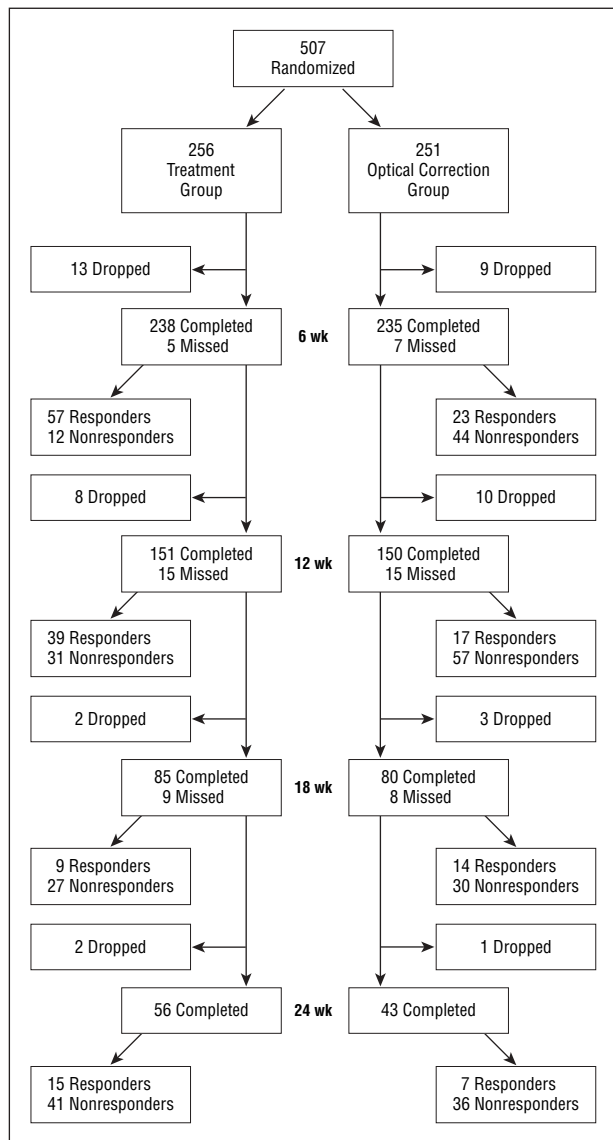 507
Randomized
256
Treatment
Group
251
Optical Correction
Group
13 Dropped
9 Dropped
238 Completed
5 Missed
6 wk
235 Completed
7 Missed
57 Responders
12 Nonresponders
23 Responders
44 Nonresponders
8 Dropped
10 Dropped
151 Completed
15 Missed
12 wk
150 Completed
15 Missed
39 Responders
31 Nonresponders
17 Responders
57 Nonresponders
2 Dropped
3 Dropped
85 Completed
9 Missed
18 wk
80 Completed
8 Missed
9 Responders
27 Nonresponders
14 Responders
30 Nonresponders
2 Dropped
1 Dropped
56 Completed
24 wk
43 Completed
15 Responders
41 Nonresponders
7 Responders
36 Nonresponders